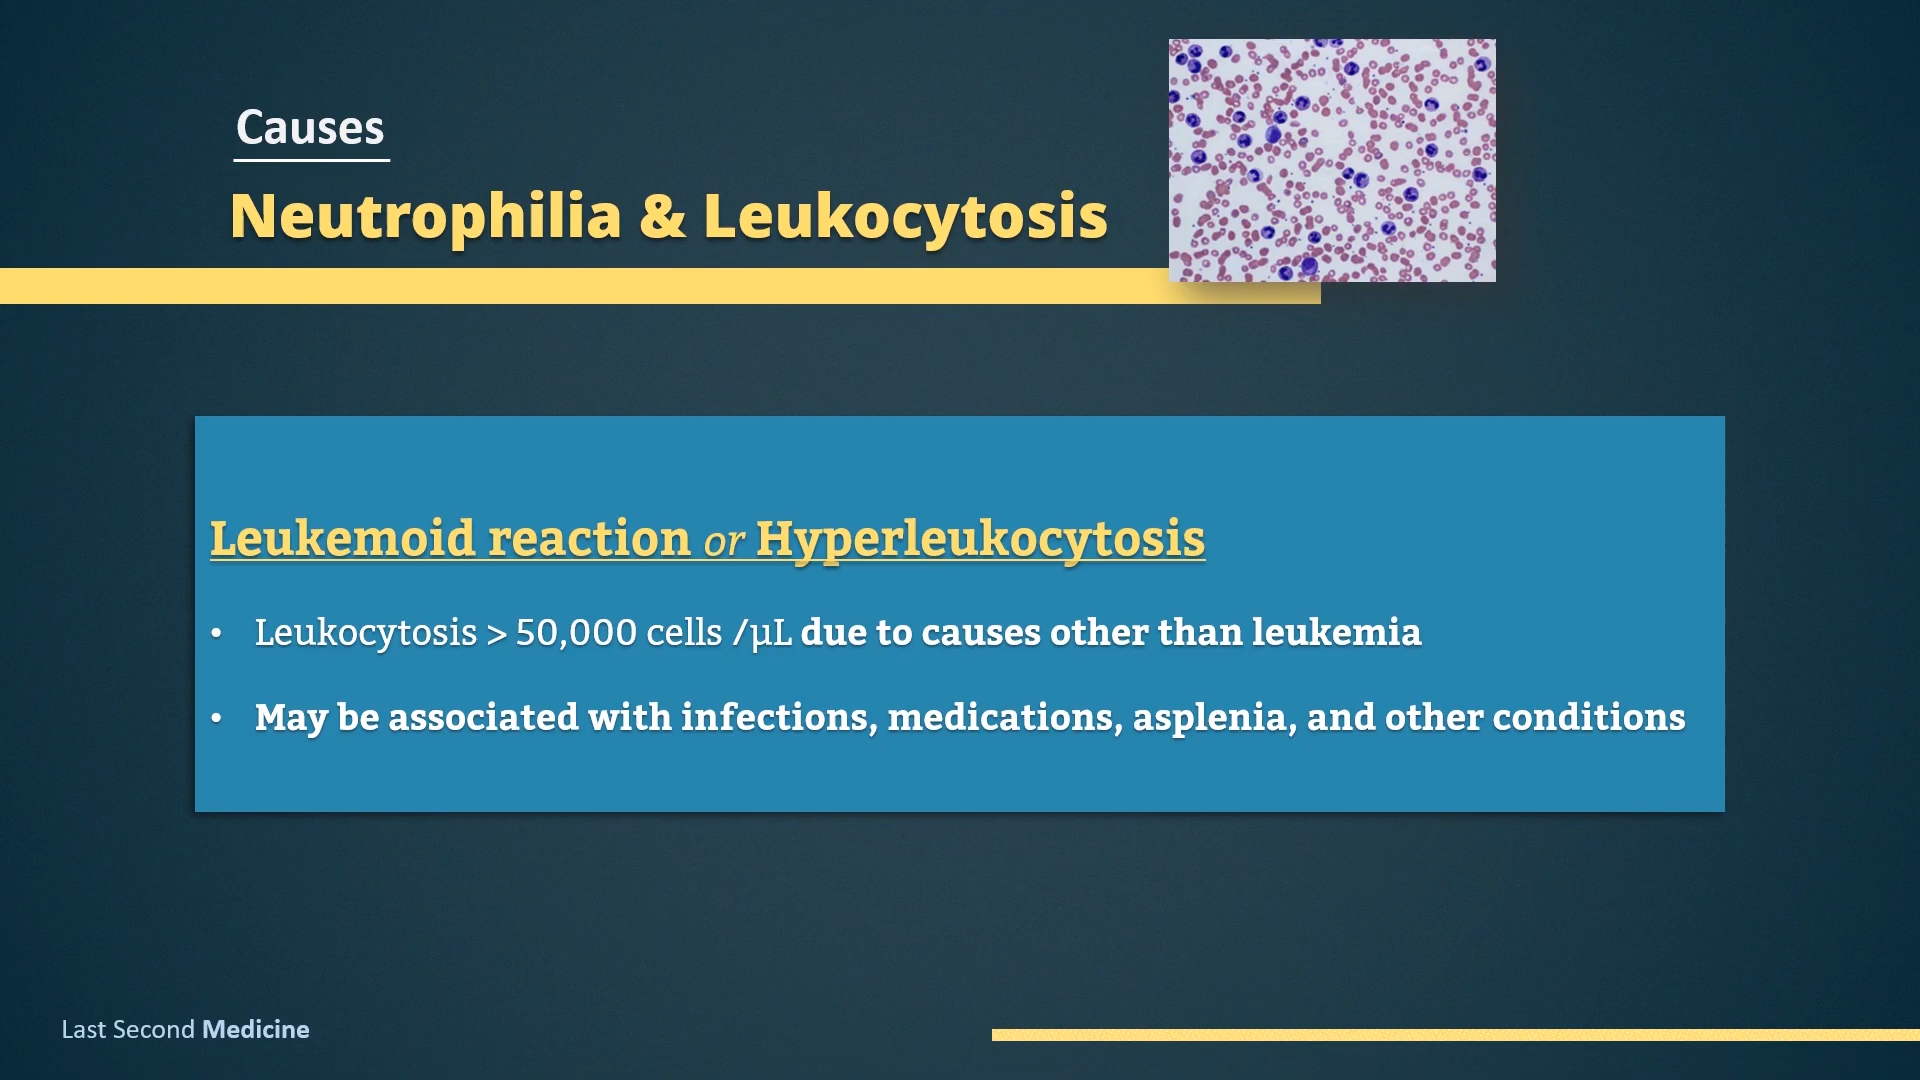 Causes
Neutrophilia & Leukocytosis
Leukemoid reaction or Hyperleukocytosis
• Leukocytosis > 50,000 cells /µL due to causes other than leukemia
• May be associated with infections, medications, asplenia, and other conditions
Last Second Medicine